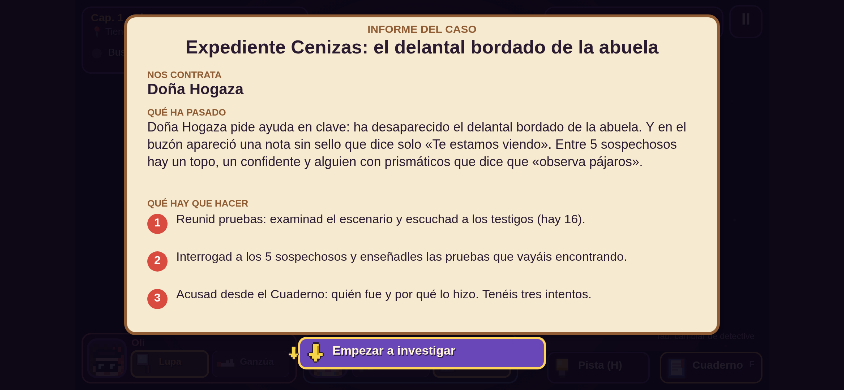 Cap. 1
INFORME DEL CASO
Expediente Cenizas: el delantal bordado de la abuela
NOS CONTRATA
Doña Hogaza
QUÉ HA PASADO
Doña Hogaza pide ayuda en clave: ha desaparecido el delantal bordado de la abuela. Y en el
buzón apareció una nota sin sello que dice solo «Te estamos viendo». Entre 5 sospechosos
hay un topo, un confidente y alguien con prismáticos que dice que «observa pájaros».
QUÉ HAY QUE HACER
1 Reunid pruebas: examinad el escenario y escuchad a los testigos (hay 16).
2 Interrogad a los 5 sospechosos y enseñadles las pruebas que vayáis encontrando.
3 Acusad desde el Cuaderno: quién fue y por qué lo hizo. Tenéis tres intentos.
Empezar a investigar
Lupa
Pista (H)
Cuaderno